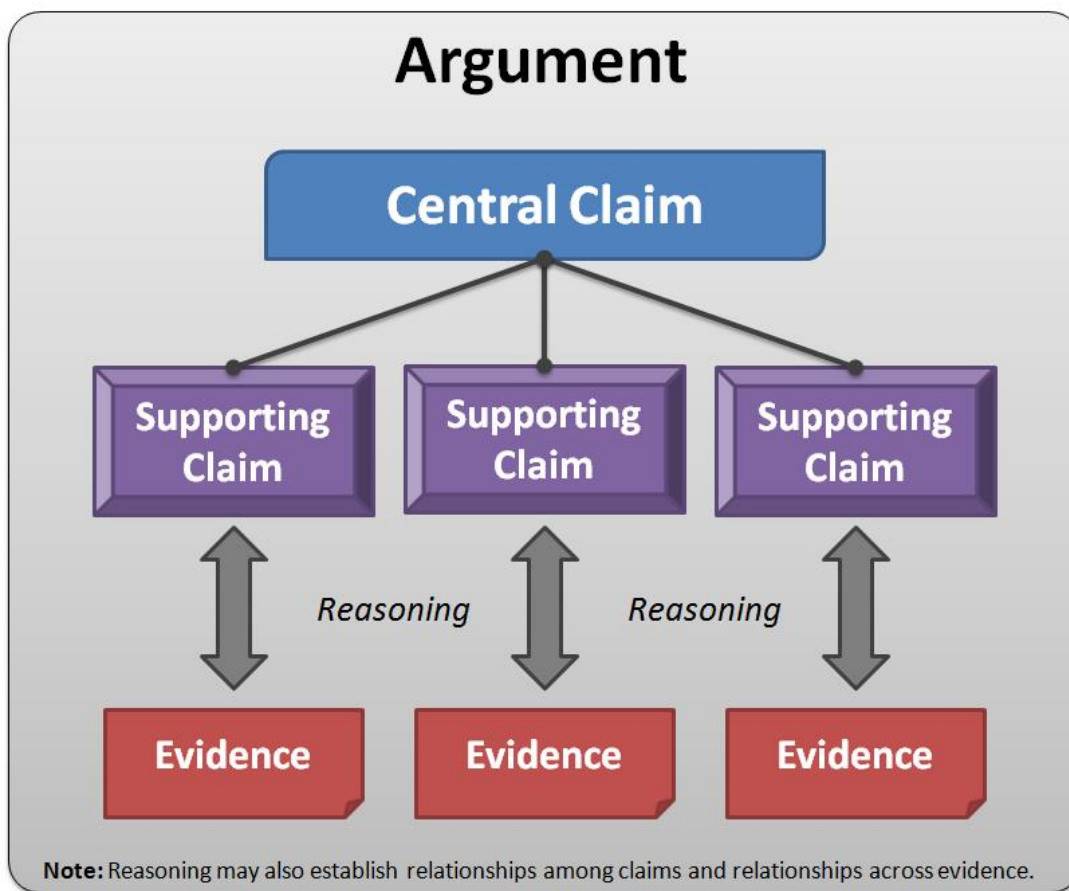 Argument
Central Claim
Supporting
Claim
Supporting
Claim
Supporting
Claim
Reasoning
Reasoning
Evidence
Evidence
Evidence
Note: Reasoning may also establish relationships among claims and relationships across evidence.